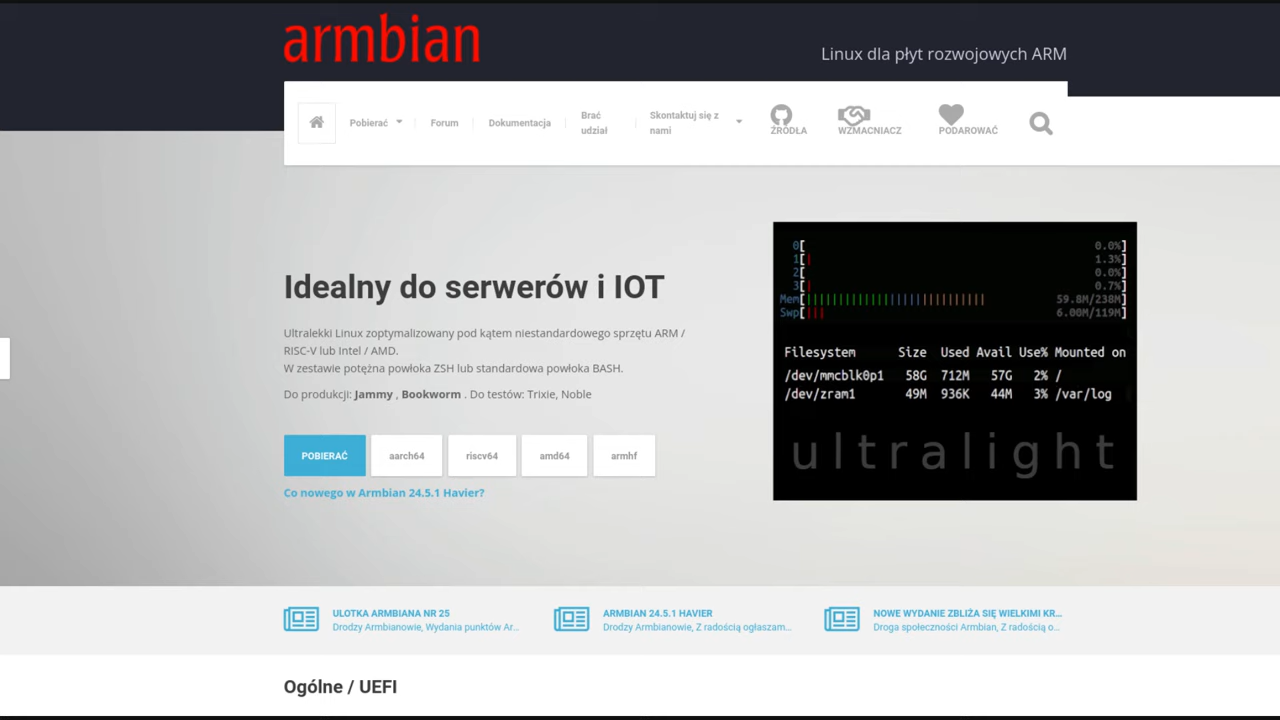 armbian
Linux dla płyt rozwojowych ARM
Pobierać
Forum
Dokumentacja
Brać
udział
Skontaktuj się z
nami
ŹRÓDŁA
WZMACNIACZ
PODAROWAĆ
Idealny do serwerów i IOT
Ultralekki Linux zoptymalizowany pod kątem niestandardowego sprzętu ARM /
RISC-V lub Intel / AMD.
W zestawie potężna powłoka ZSH lub standardowa powłoka BASH.
Do produkcji: Jammy , Bookworm . Do testów: Trixie, Noble
POBIERAĆ
aarch64
riscv64
amd64
armhf
Co nowego w Armbian 24.5.1 Havier?
0[ 0.0%]
1[| 1.3%]
2[ 0.0%]
3[| 0.7%]
Mem[||||||||||||||||||||||||||| 59.8M/238M]
Swp[||| 6.00M/119M]
Filesystem Size Used Avail Use% Mounted on
/dev/mmcblk0p1 58G 712M 57G 2% /
/dev/zram1 49M 936K 44M 3% /var/log
ultralight
ULOTKA ARMBIANA NR 25
Drodzy Armbianowie, Wydania punktów Ar...
ARMBIAN 24.5.1 HAVIER
Drodzy Armbianowie, Z radością ogłaszam...
NOWE WYDANIE ZBLIŻA SIĘ WIELKIMI KR...
Droga społeczności Armbian, Z radością o...
Ogólne / UEFI